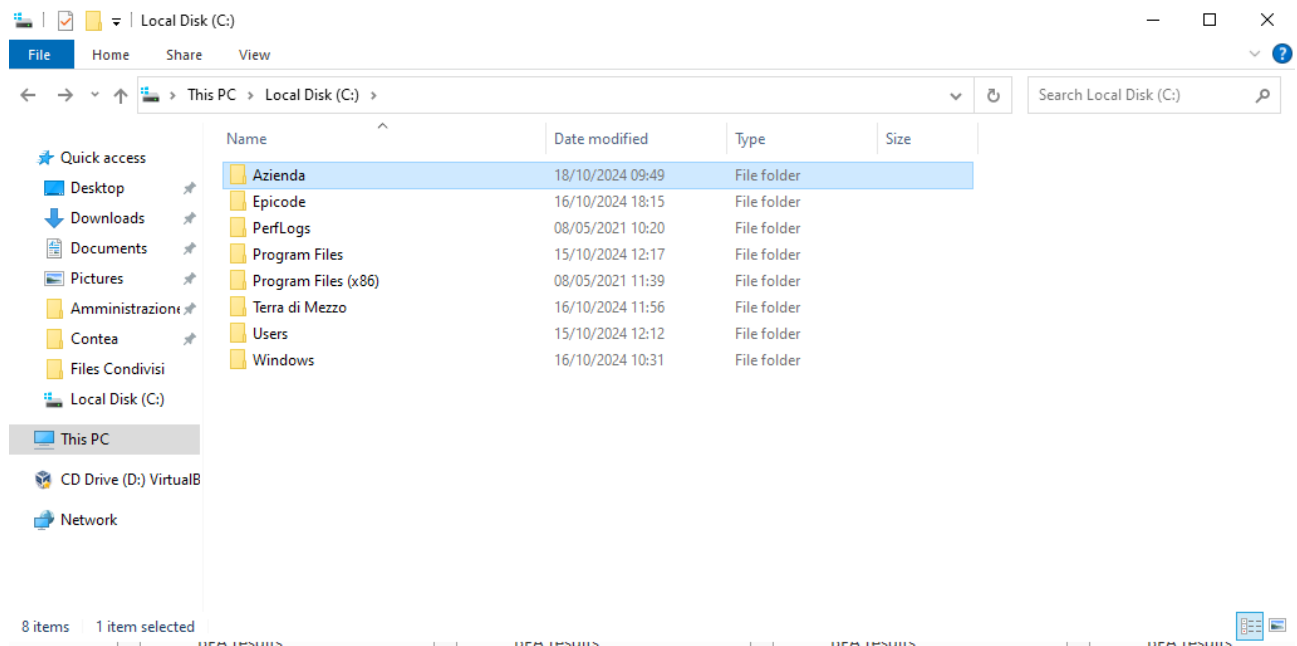 Local Disk (C:)
File Home Share View
This PC > Local Disk (C:) >
Search Local Disk (C:)
Name Date modified Type Size
Quick access
Desktop
Downloads
Documents
Pictures
Amministrazione
Contea
Files Condivisi
Local Disk (C:)
This PC
CD Drive (D:) VirtualB
Network
Azienda 18/10/2024 09:49 File folder
Epicode 16/10/2024 18:15 File folder
PerfLogs 08/05/2021 10:20 File folder
Program Files 15/10/2024 12:17 File folder
Program Files (x86) 08/05/2021 11:39 File folder
Terra di Mezzo 16/10/2024 11:56 File folder
Users 15/10/2024 12:12 File folder
Windows 16/10/2024 10:31 File folder
8 items 1 item selected